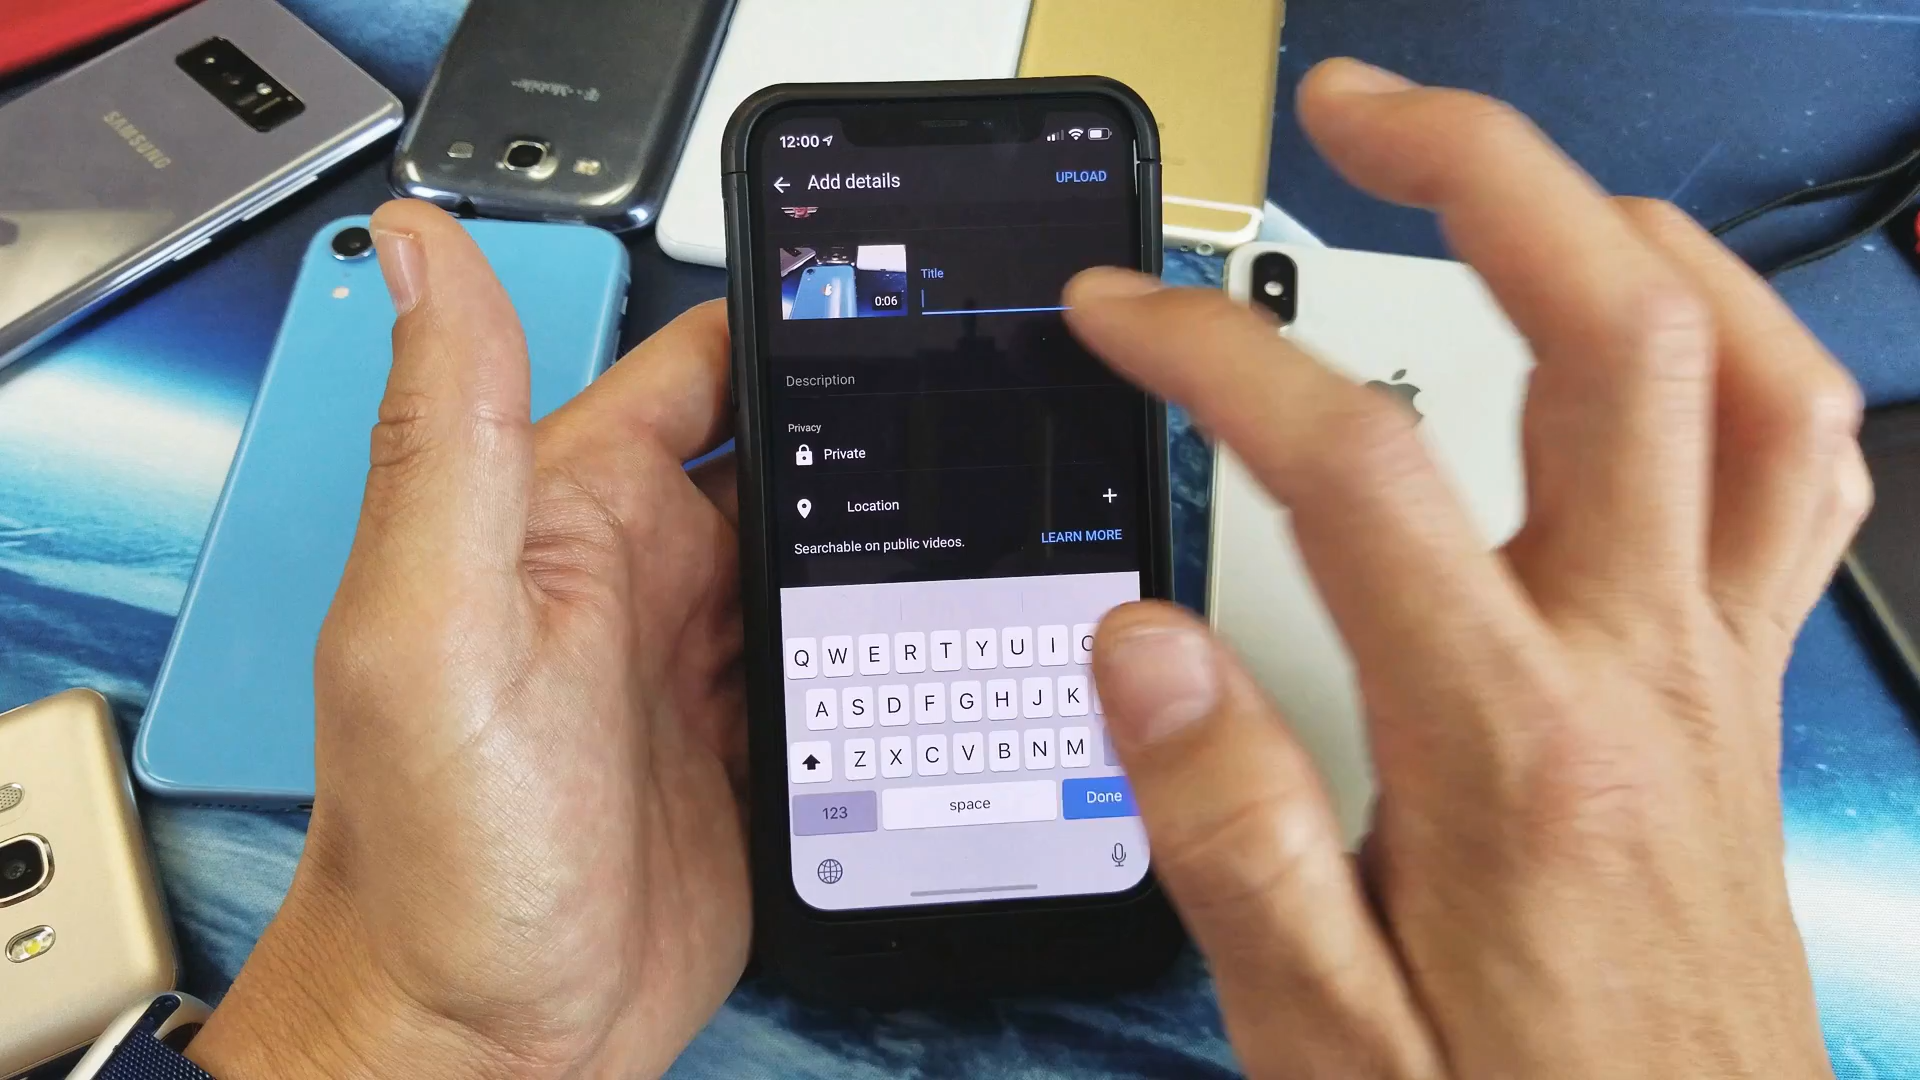 SAMSUNG
T-Mobile
12:00
Add details
UPLOAD
0:06
Title
Description
Privacy
Private
Location
+
Searchable on public videos.
LEARN MORE
Q W E R T Y U I
A S D F G H J K
Z X C V B N M
123
space
Done